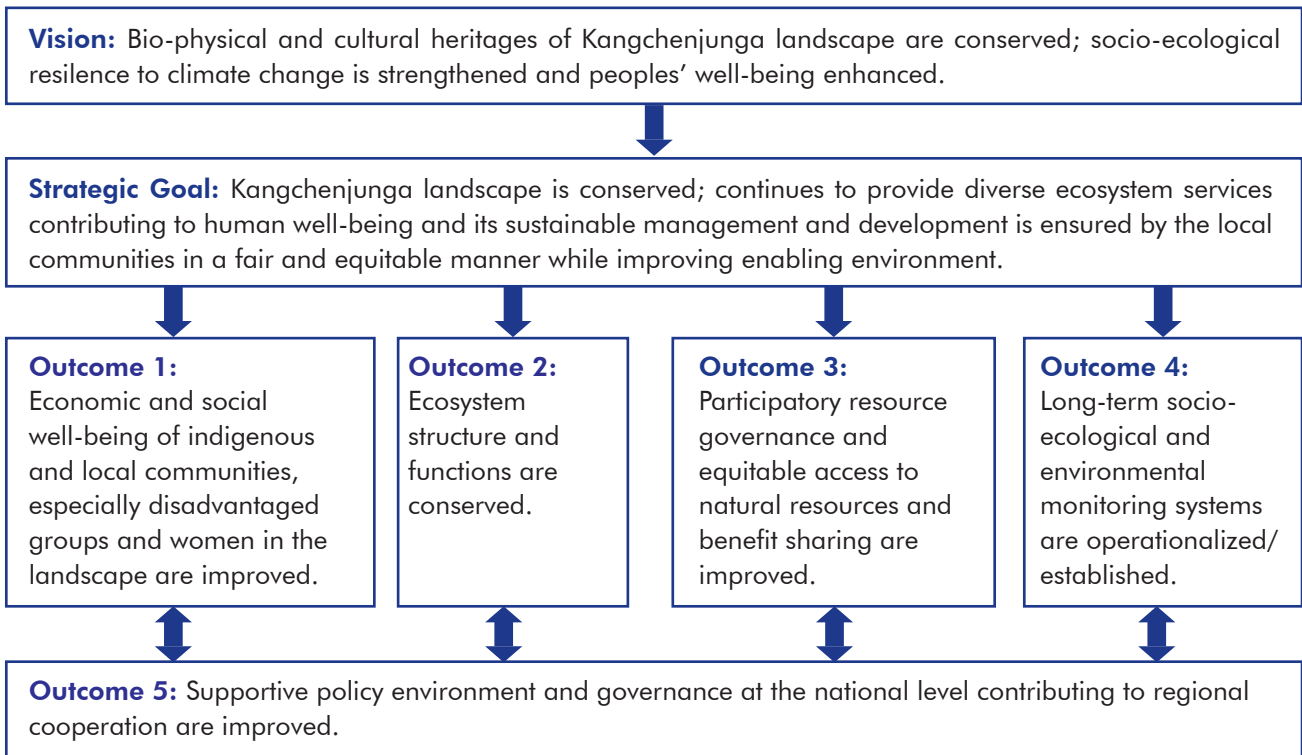 Vision: Bio-physical and cultural heritages of Kangchenjunga landscape are conserved; socio-ecological
resilence to climate change is strengthened and peoples’ well-being enhanced.
Strategic Goal: Kangchenjunga landscape is conserved; continues to provide diverse ecosystem services
contributing to human well-being and its sustainable management and development is ensured by the local
communities in a fair and equitable manner while improving enabling environment.
Outcome 1:
Economic and social
well-being of indigenous
and local communities,
especially disadvantaged
groups and women in the
landscape are improved.
Outcome 2:
Ecosystem
structure and
functions are
conserved.
Outcome 3:
Participatory resource
governance and
equitable access to
natural resources and
benefit sharing are
improved.
Outcome 4:
Long-term socio-
ecological and
environmental
monitoring systems
are operationalized/
established.
Outcome 5: Supportive policy environment and governance at the national level contributing to regional
cooperation are improved.